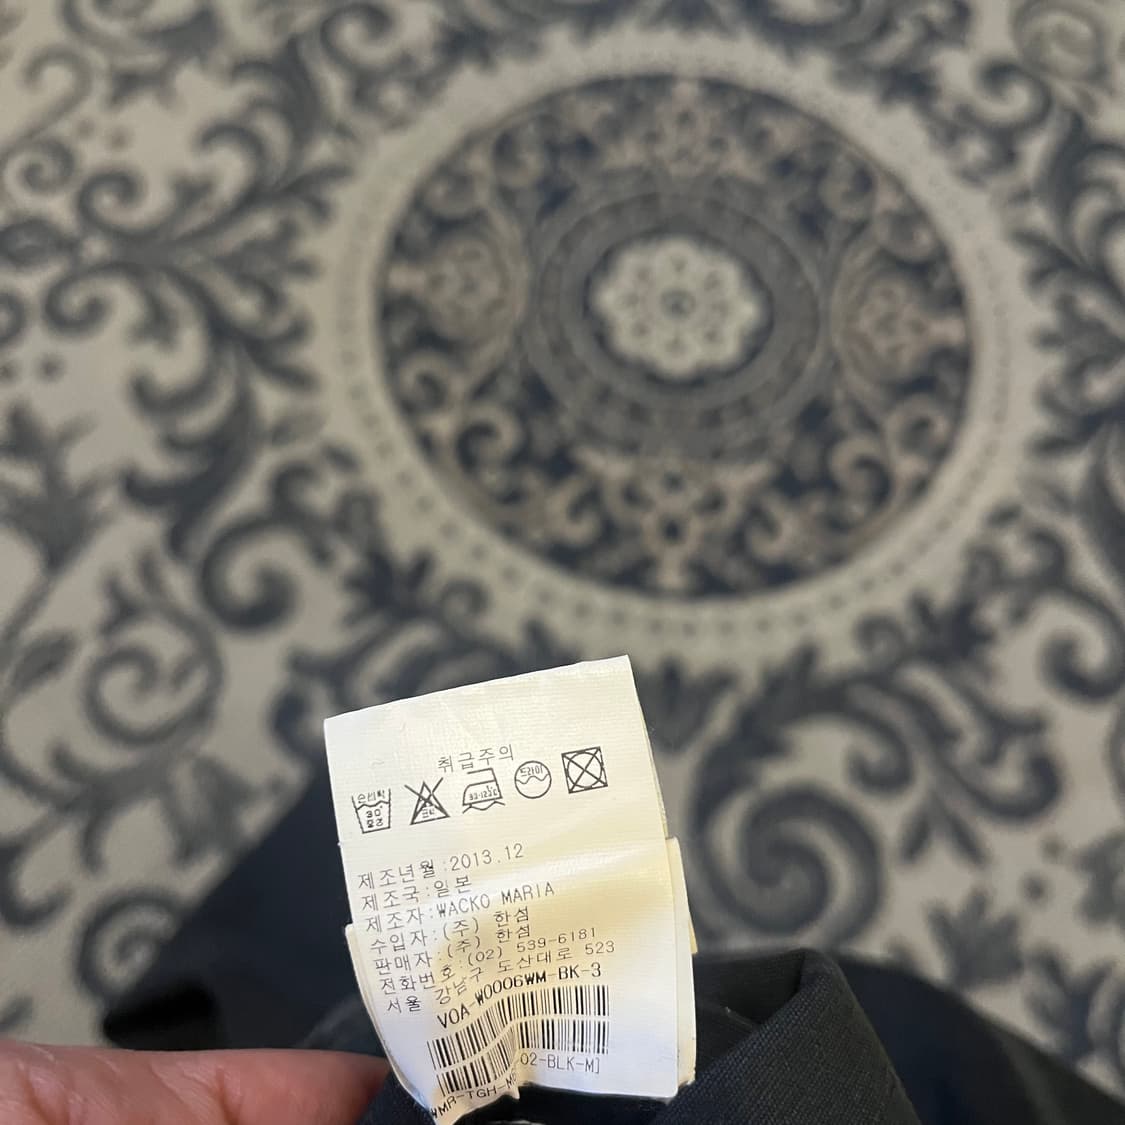 취급주의
손세탁 30° 중성 드라이
제조년월:2013.12
제조국:일본
제조자:WACKO MARIA
수입자:(주) 한섬
판매자:(주) 한섬
전화번호:(02) 539-6181
서울 강남구 도산대로 523
VOA-W0006WM-BK-3
02-BLK-M]